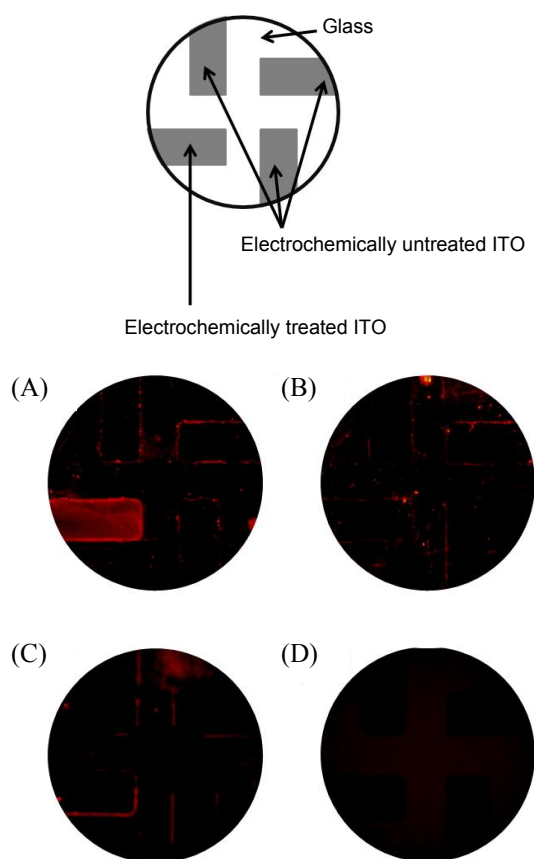 Glass
Electrochemically untreated ITO
Electrochemically treated ITO
(A)
(B)
(C)
(D)